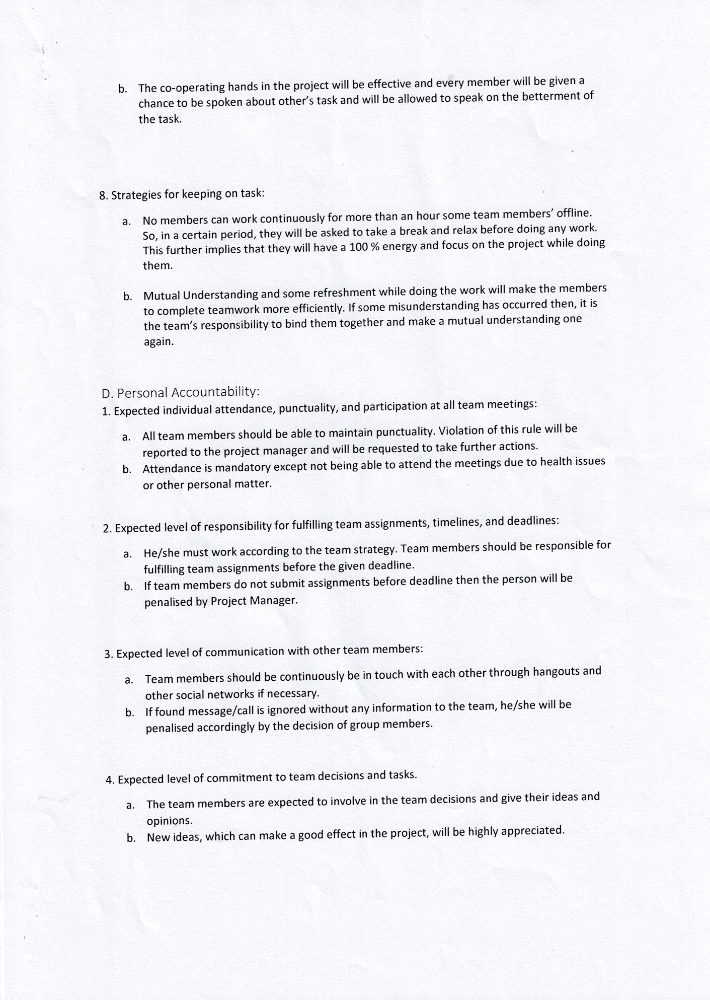 b. The co-operating hands in the project will be effective and every member will be given a
chance to be spoken about other's task and will be allowed to speak on the betterment of
the task.
8. Strategies for keeping on task:
a. No members can work continuously for more than an hour some team members' offline.
So, in a certain period, they will be asked to take a break and relax before doing any work.
This further implies that they will have a 100 % energy and focus on the project while doing
them.
b. Mutual Understanding and some refreshment while doing the work will make the members
to complete teamwork more efficiently. If some misunderstanding has occurred then, it is
the team's responsibility to bind them together and make a mutual understanding one
again.
D. Personal Accountability:
1. Expected individual attendance, punctuality, and participation at all team meetings:
a. All team members should be able to maintain punctuality. Violation of this rule will be
reported to the project manager and will be requested to take further actions.
b. Attendance is mandatory except not being able to attend the meetings due to health issues
or other personal matter.
2. Expected level of responsibility for fulfilling team assignments, timelines, and deadlines:
a. He/she must work according to the team strategy. Team members should be responsible for
fulfilling team assignments before the given deadline.
b. If team members do not submit assignments before deadline then the person will be
penalised by Project Manager.
3. Expected level of communication with other team members:
a. Team members should be continuously be in touch with each other through hangouts and
other social networks if necessary.
b. If found message/call is ignored without any information to the team, he/she will be
penalised accordingly by the decision of group members.
4. Expected level of commitment to team decisions and tasks.
a. The team members are expected to involve in the team decisions and give their ideas and
opinions.
b. New ideas, which can make a good effect in the project, will be highly appreciated.